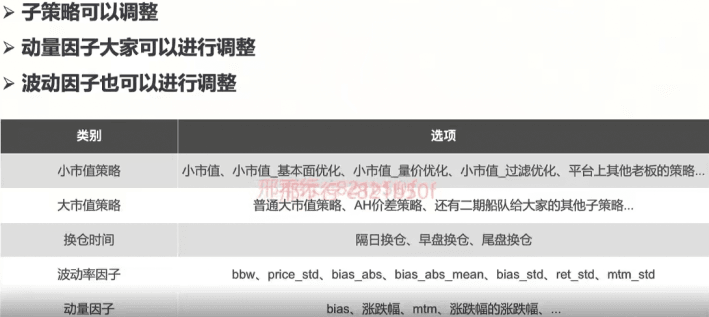 ➢ 子策略可以调整
➢ 动量因子大家可以进行调整
➢ 波动因子也可以进行调整
类别 选项
小市值策略 小市值、小市值_基本面优化、小市值_量价优化、小市值_过滤优化、平台上其他老板的策略...
大市值策略 普通大市值策略、AH价差策略、还有二期船队给大家的其他子策略...
换仓时间 隔日换仓、早盘换仓、尾盘换仓
波动率因子 bbw、price_std、bias_abs、bias_abs_mean、bias_std、ret_std、mtm_std
动量因子 bias、涨跌幅、mtm、涨跌幅的涨跌幅、...